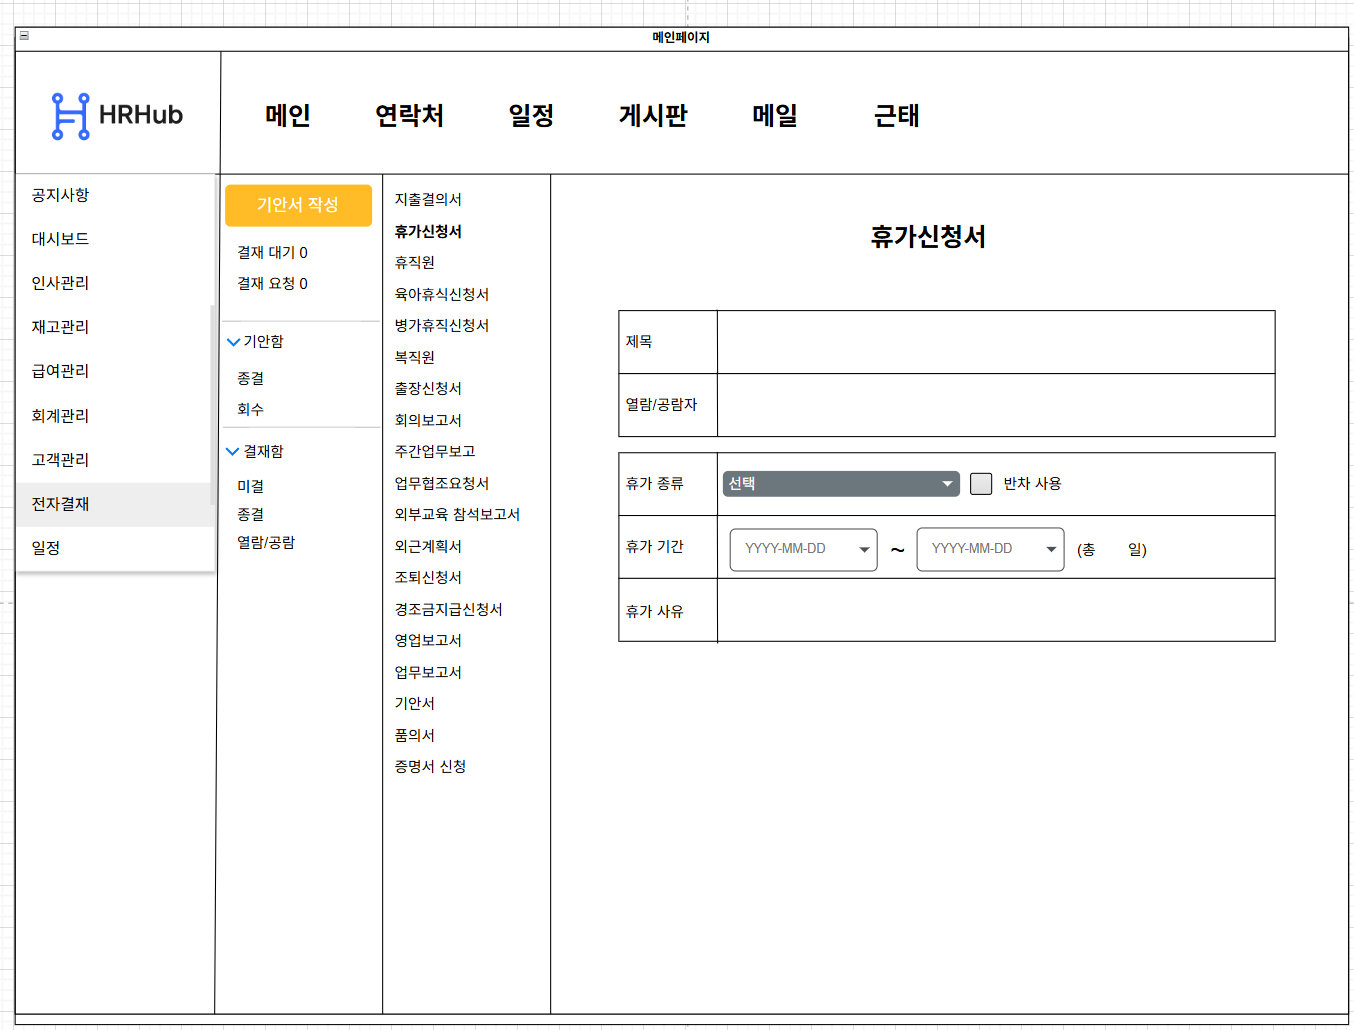 메인페이지
HRHub
메인 연락처 일정 게시판 메일 근태
공지사항
대시보드
인사관리
재고관리
급여관리
회계관리
고객관리
전자결재
일정
기안서 작성
결재 대기 0
결재 요청 0
기안함
종결
회수
결재함
미결
종결
열람/공람
지출결의서
휴가신청서
휴직원
육아휴식신청서
병가휴직신청서
복직원
출장신청서
회의보고서
주간업무보고
업무협조요청서
외부교육 참석보고서
외근계획서
조퇴신청서
경조금지급신청서
영업보고서
업무보고서
기안서
품의서
증명서 신청
휴가신청서
제목
열람/공람자
휴가 종류 선택 반차 사용
휴가 기간 YYYY-MM-DD ~ YYYY-MM-DD (총 일)
휴가 사유